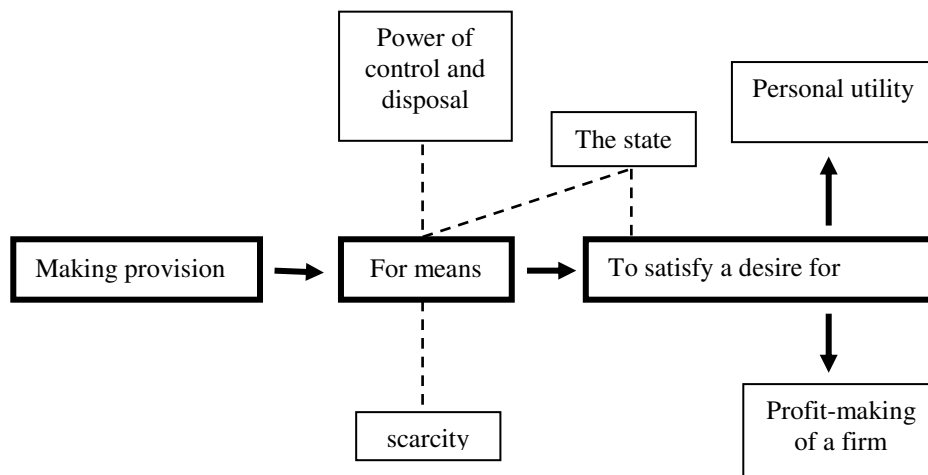 Power of
control and
disposal
Personal utility
The state
Making provision
For means
To satisfy a desire for
scarcity
Profit-making
of a firm